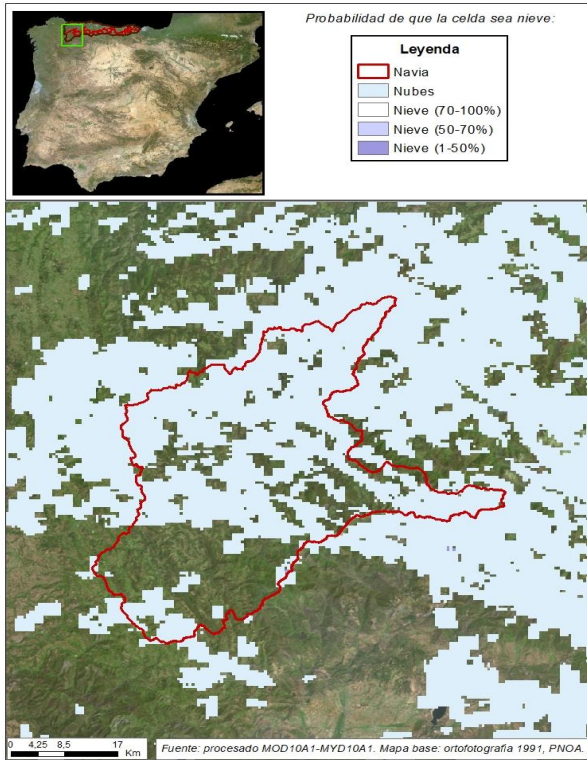 Probabilidad de que la celda sea nieve:
Leyenda
Navia
Nubes
Nieve (70-100%)
Nieve (50-70%)
Nieve (1-50%)
0 4,25 8,5 17
Km
Fuente: procesado MOD10A1-MYD10A1. Mapa base: ortofotografía 1991, PNOA.